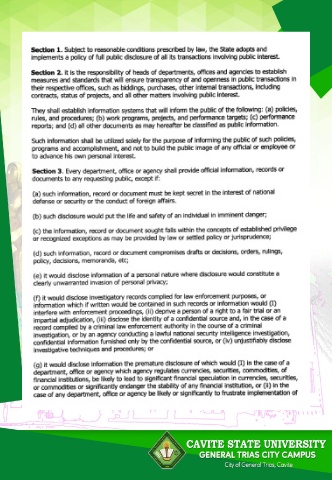 Section 1. Subject to reasonable conditions prescribed by law, the State adopts and
implements a policy of full public disclosure of all its transactions involving public interest.
Section 2. it is the responsibility of heads of departments, offices and agencies to establish
measures and standards that will ensure transparency of and openness in public transactions in
their respective offices, such as biddings, purchases, other internal transactions, including
contracts, status of projects, and all other matters involving public interest.
They shall establish information systems that will inform the public of the following: (a) policies,
rules, and procedures; (b) work programs, projects, and performance targets; (c) performance
reports; and (d) all other documents as may hereafter be classified as public information.
Such information shall be utilized solely for the purpose of informing the public of such policies,
programs and accomplishment, and not to build the public image of any official or employee or
to advance his own personal interest.
Section 3. Every department, office or agency shall provide official information, records or
documents to any requesting public, except if:
(a) such information, record or document must be kept secret in the interest of national
defense or security or the conduct of foreign affairs.
(b) such disclosure would put the life and safety of an individual in imminent danger;
(c) the information, record or document sought falls within the concepts of established privilege
or recognized exceptions as may be provided by law or settled policy or jurisprudence;
(d) such information, record or document compromises drafts or decisions, orders, rulings,
policy, decisions, memoranda, etc;
(e) it would disclose information of a personal nature where disclosure would constitute a
clearly unwarranted invasion of personal privacy;
(f) it would disclose investigatory records complied for law enforcement purposes, or
information which if written would be contained in such records or information would (I)
interfere with enforcement proceedings, (ii) deprive a person of a right to a fair trial or an
impartial adjudication, (iii) disclose the identity of a confidential source and, in the case of a
record compiled by a criminal law enforcement authority in the course of a criminal
investigation, or by an agency conducting a lawful national security intelligence investigation,
confidential information furnished only by the confidential source, or (iv) unjustifiably disclose
investigative techniques and procedures; or
(g) it would disclose information the premature disclosure of which would (I) in the case of a
department, office or agency which agency regulates currencies, securities, commodities, of
financial institutions, be likely to lead to significant financial speculation in currencies, securities,
or commodities or significantly endanger the stability of any financial institution, or (ii) in the
case of any department, office or agency be likely or significantly to frustrate implementation of
CAVITE STATE UNIVERSITY
GENERAL TRIAS CITY CAMPUS
City of General Trias, Cavite